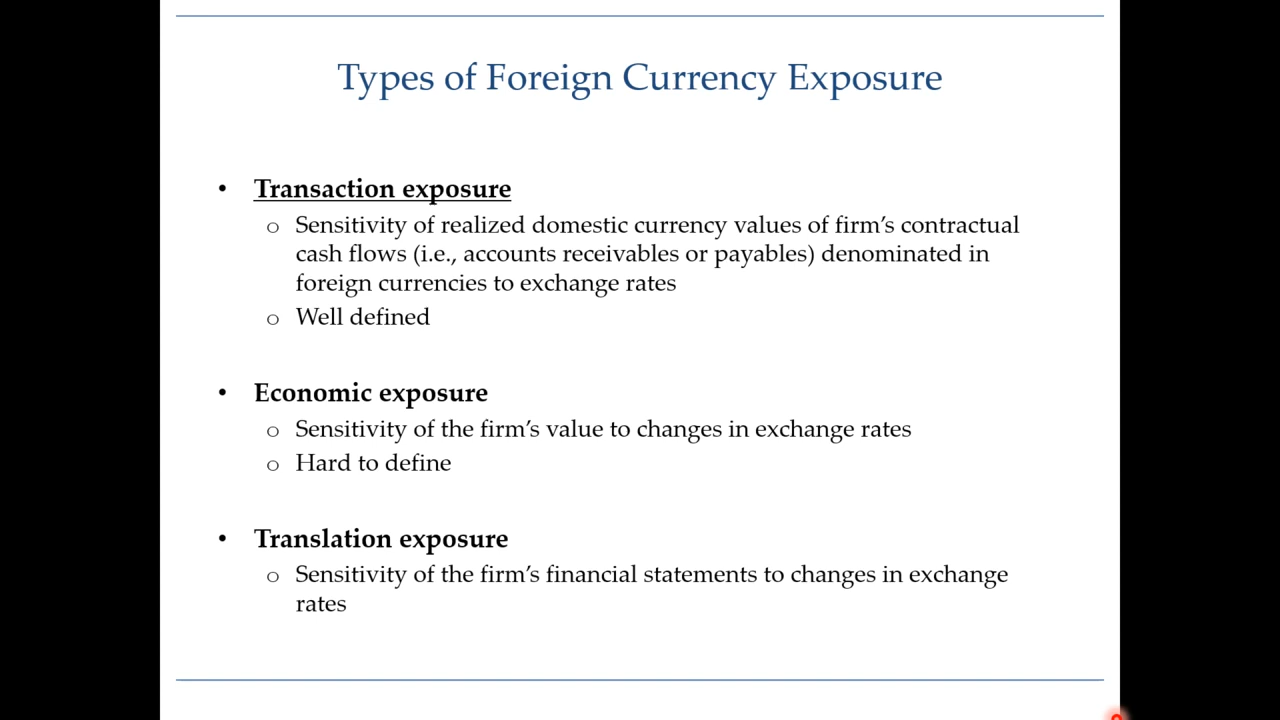 Types of Foreign Currency Exposure
• Transaction exposure
o Sensitivity of realized domestic currency values of firm’s contractual
cash flows (i.e., accounts receivables or payables) denominated in
foreign currencies to exchange rates
o Well defined
• Economic exposure
o Sensitivity of the firm’s value to changes in exchange rates
o Hard to define
• Translation exposure
o Sensitivity of the firm’s financial statements to changes in exchange
rates